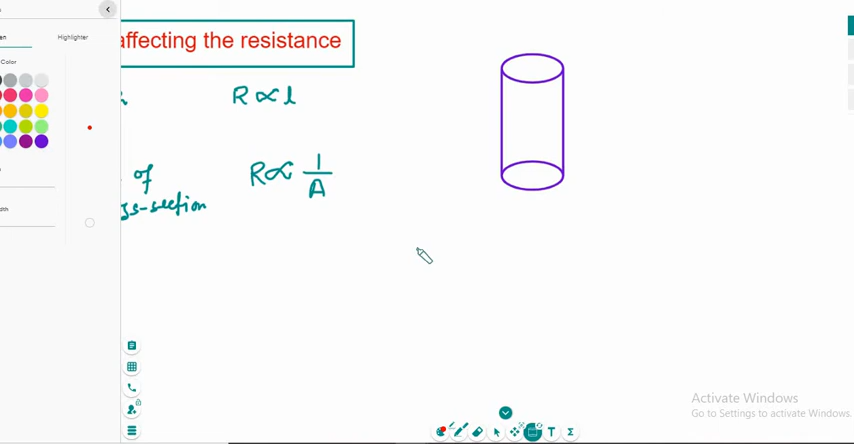 Highlighter
Color
affecting the resistance
R ∝ l
of
R ∝ 1/A
ss-section
Activate Windows
Go to Settings to activate Windows.
T
Σ